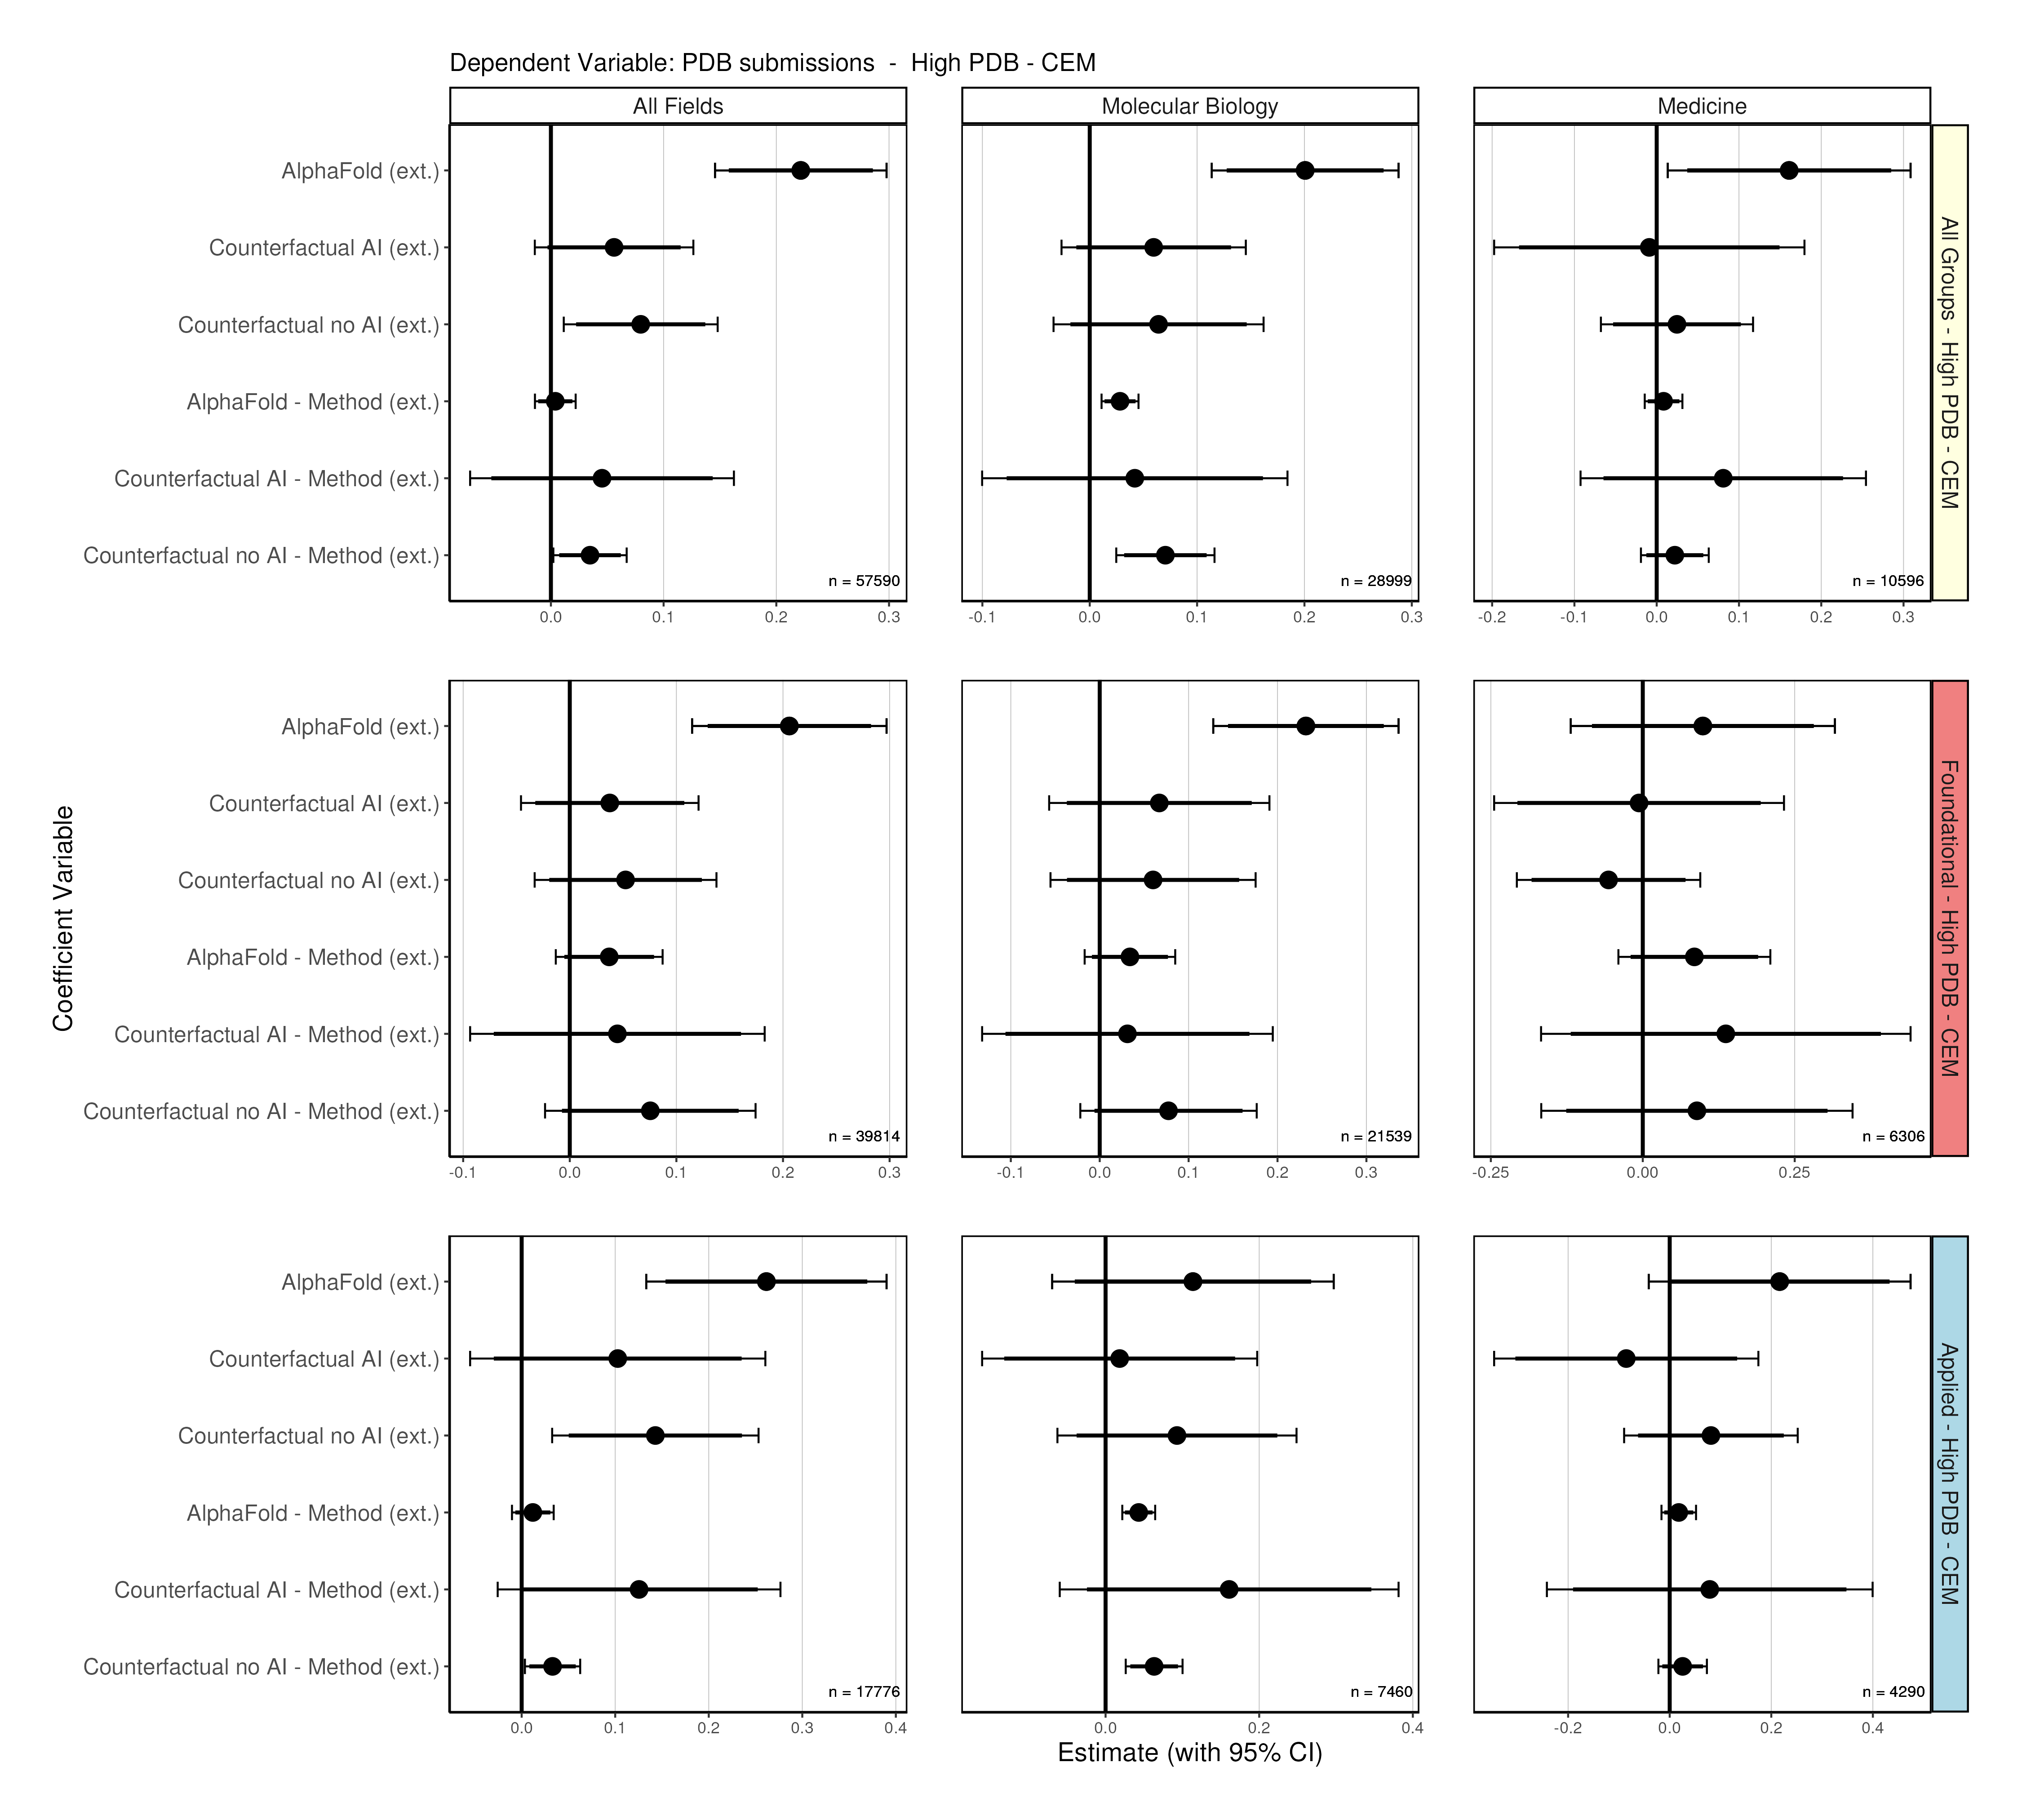 Dependent Variable: PDB submissions - High PDB - CEM
All Fields
Molecular Biology
Medicine
AlphaFold (ext.)
Counterfactual AI (ext.)
Counterfactual no AI (ext.)
AlphaFold - Method (ext.)
Counterfactual AI - Method (ext.)
Counterfactual no AI - Method (ext.)
n = 57590
n = 28999
n = 10596
All Groups - High PDB - CEM
0.0 0.1 0.2 0.3
-0.1 0.0 0.1 0.2 0.3
-0.2 -0.1 0.0 0.1 0.2 0.3
Coefficient Variable
AlphaFold (ext.)
Counterfactual AI (ext.)
Counterfactual no AI (ext.)
AlphaFold - Method (ext.)
Counterfactual AI - Method (ext.)
Counterfactual no AI - Method (ext.)
n = 39814
n = 21539
n = 6306
Foundational - High PDB - CEM
-0.1 0.0 0.1 0.2 0.3
-0.1 0.0 0.1 0.2 0.3
-0.25 0.00 0.25
AlphaFold (ext.)
Counterfactual AI (ext.)
Counterfactual no AI (ext.)
AlphaFold - Method (ext.)
Counterfactual AI - Method (ext.)
Counterfactual no AI - Method (ext.)
n = 17776
n = 7460
n = 4290
Applied - High PDB - CEM
0.0 0.1 0.2 0.3 0.4
0.0 0.2 0.4
-0.2 0.0 0.2 0.4
Estimate (with 95% CI)